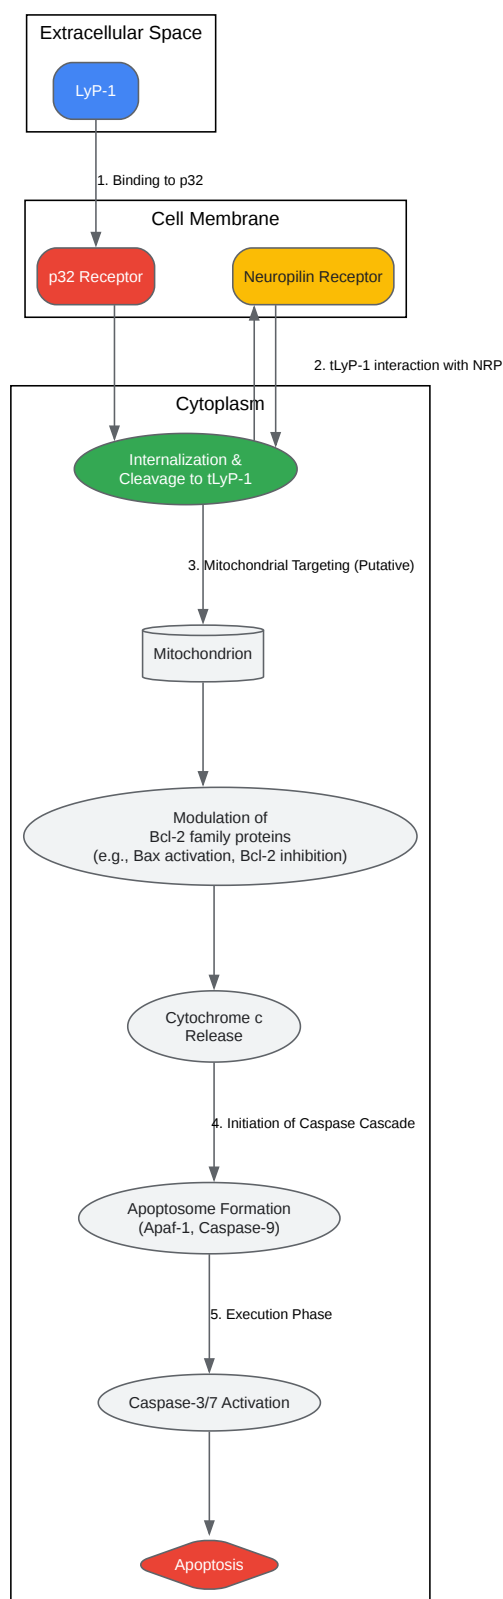 Extracellular Space
LyP-1
1. Binding to p32
Cell Membrane
p32 Receptor
Neuropilin Receptor
2. tLyP-1 interaction with NRP
Cytoplasm
Internalization &
Cleavage to tLyP-1
3. Mitochondrial Targeting (Putative)
Mitochondrion
Modulation of
Bcl-2 family proteins
(e.g., Bax activation, Bcl-2 inhibition)
Cytochrome c
Release
4. Initiation of Caspase Cascade
Apoptosome Formation
(Apaf-1, Caspase-9)
5. Execution Phase
Caspase-3/7 Activation
Apoptosis